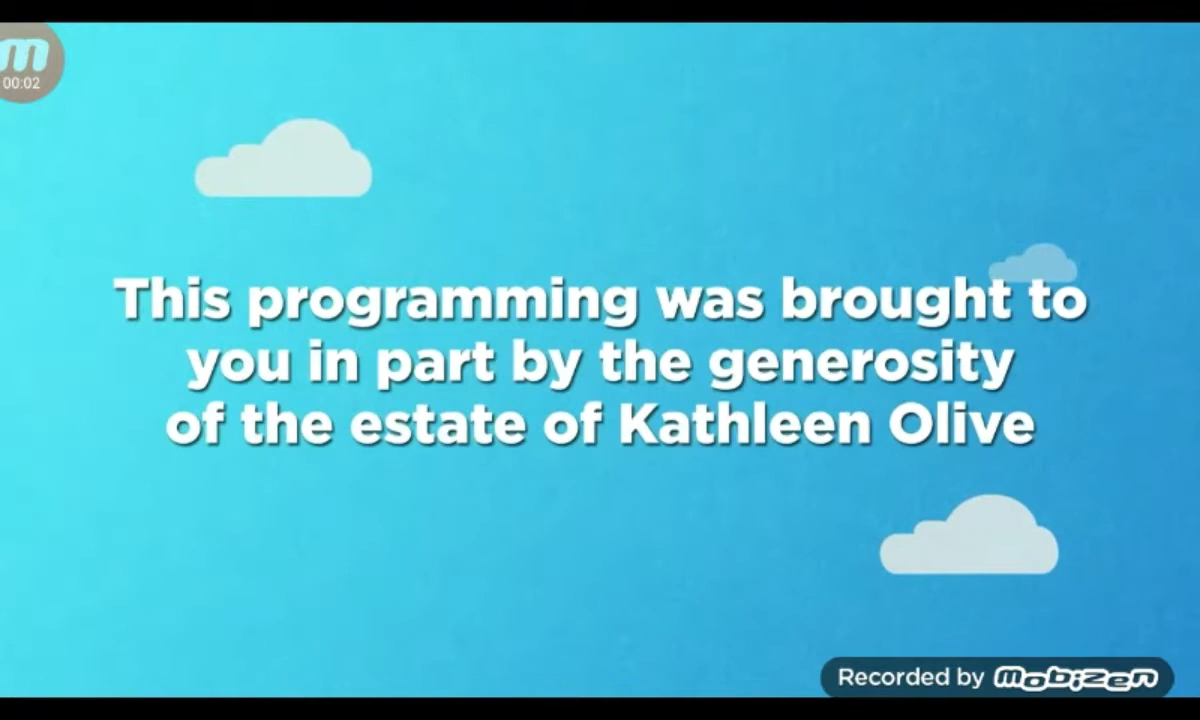 m
00:02
This programming was brought to
you in part by the generosity
of the estate of Kathleen Olive
Recorded by mobizen